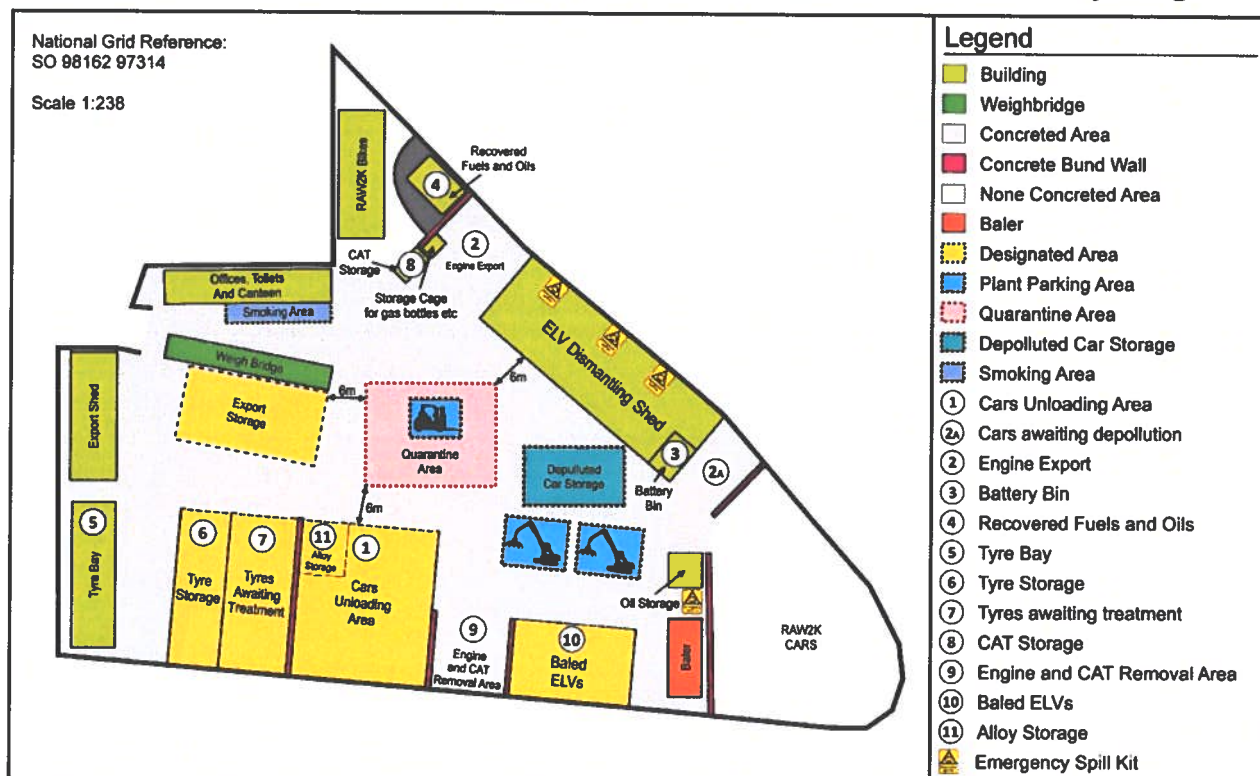 National Grid Reference:
SO 98162 97314
Scale 1:238
RAW2K Bikes
Recovered
Fuels and Oils
4
2
Engine Export
CAT
Storage
8
Storage Cage
for gas bottles etc
Offices, Toilets
And Canteen
Smoking Area
Weigh Bridge
Export
Storage
6m
6m
6m
Quarantine
Area
ELV Dismanting Shed
3
Battery
Bin
2A
Depulluted
Car Storage
Export Shed
5
Tyre Bay
6
Tyre
Storage
7
Tyres
Awaiting
Treatment
11
Alloy
Storage
1
Cars
Unloading
Area
9
Engine
and CAT
Removal Area
10
Baled
ELVs
Oil Storage
Baler
RAW2K
CARS
Legend
Building
Weighbridge
Concreted Area
Concrete Bund Wall
None Concreted Area
Baler
Designated Area
Plant Parking Area
Quarantine Area
Depolluted Car Storage
Smoking Area
1 Cars Unloading Area
2A Cars awaiting depollution
2 Engine Export
3 Battery Bin
4 Recovered Fuels and Oils
5 Tyre Bay
6 Tyre Storage
7 Tyres awaiting treatment
8 CAT Storage
9 Engine and CAT Removal Area
10 Baled ELVs
11 Alloy Storage
Emergency Spill Kit